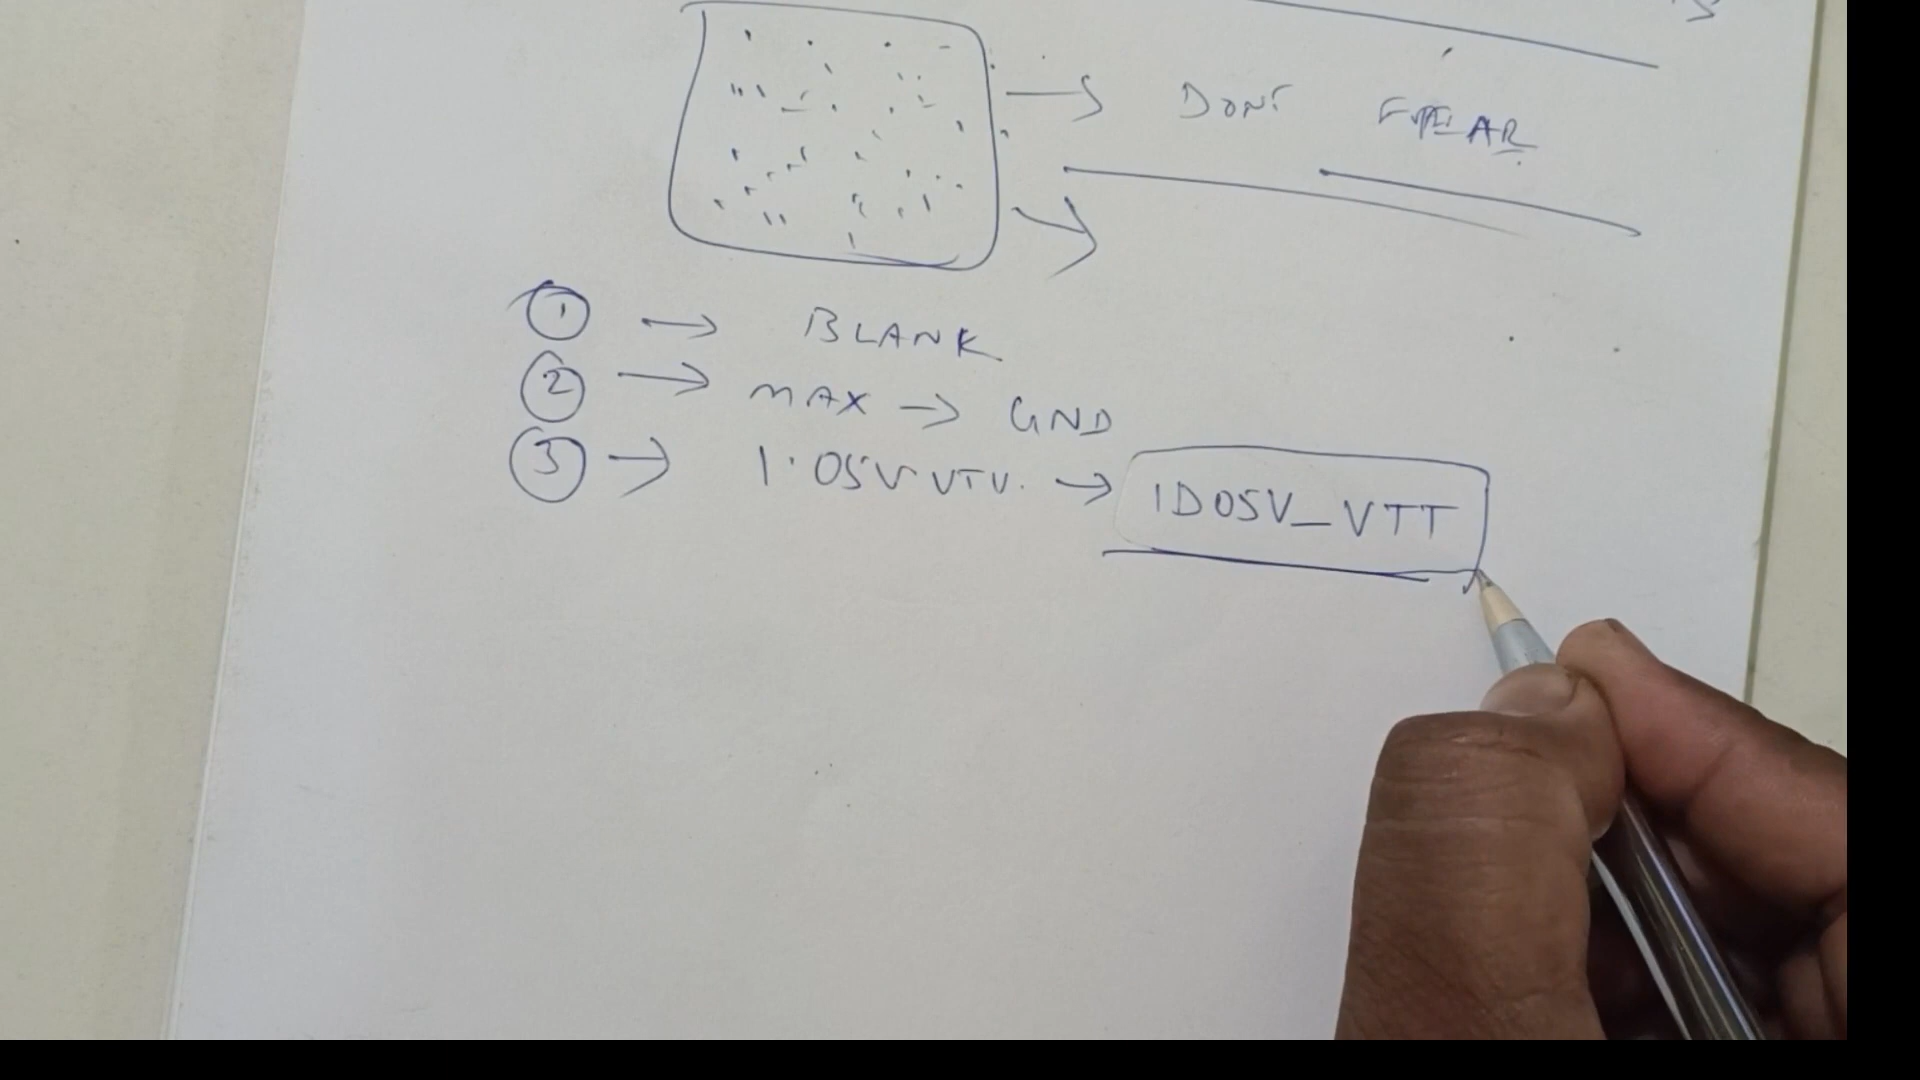 → DONT FEAR
① → BLANK
② → MAX → GND
③ → 1.05V VTV. → 1D05V_VTT